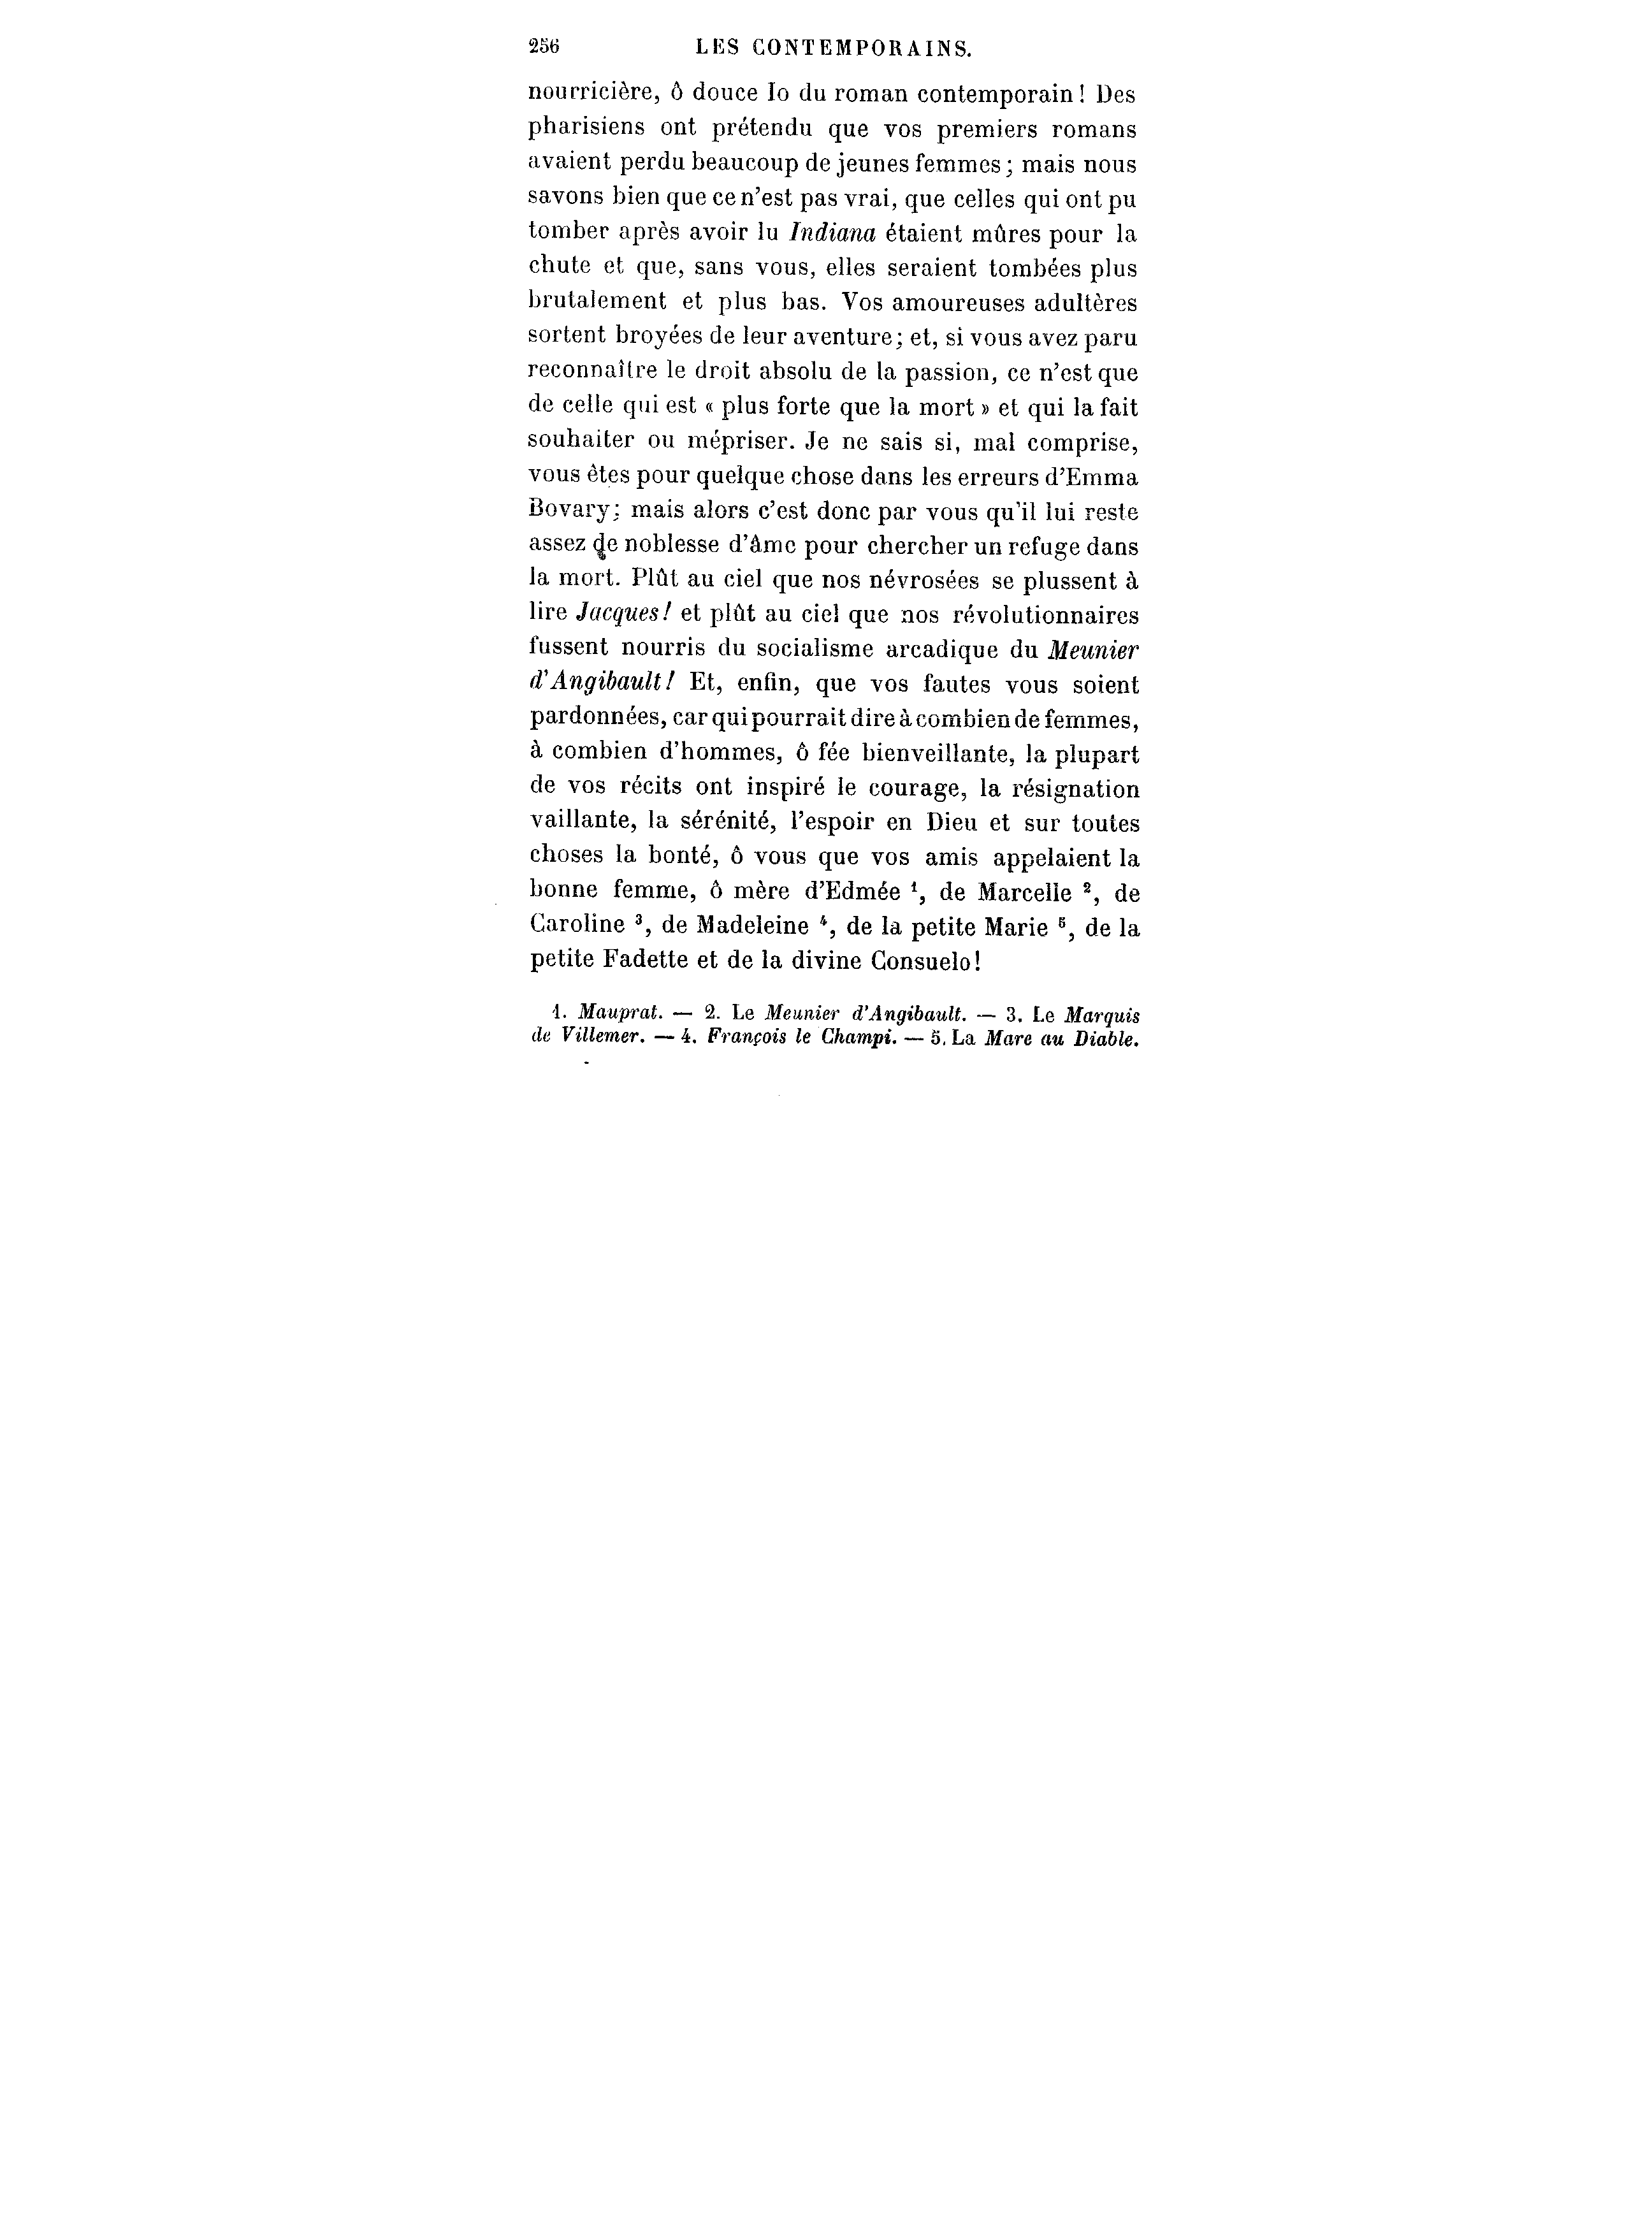 256 LES CONTEMPORAINS.
nourricière, ô douce Io du roman contemporain ! Des
pharisiens ont prétendu que vos premiers romans
avaient perdu beaucoup de jeunes femmes ; mais nous
savons bien que ce n'est pas vrai, que celles qui ont pu
tomber après avoir lu Indiana étaient mûres pour la
chute et que, sans vous, elles seraient tombées plus
brutalement et plus bas. Vos amoureuses adultères
sortent broyées de leur aventure ; et, si vous avez paru
reconnaître le droit absolu de la passion, ce n'est que
de celle qui est « plus forte que la mort » et qui la fait
souhaiter ou mépriser. Je ne sais si, mal comprise,
vous êtes pour quelque chose dans les erreurs d'Emma
Bovary ; mais alors c'est donc par vous qu'il lui reste
assez de noblesse d'âme pour chercher un refuge dans
la mort. Plût au ciel que nos névrosées se plussent à
lire Jacques ! et plût au ciel que nos révolutionnaires
fussent nourris du socialisme arcadique du Meunier
d'Angibault ! Et, enfin, que vos fautes vous soient
pardonnées, car qui pourrait dire à combien de femmes,
à combien d'hommes, ô fée bienveillante, la plupart
de vos récits ont inspiré le courage, la résignation
vaillante, la sérénité, l'espoir en Dieu et sur toutes
choses la bonté, ô vous que vos amis appelaient la
bonne femme, ô mère d'Edmée ¹, de Marcelle ², de
Caroline ³, de Madeleine ⁴, de la petite Marie ⁵, de la
petite Fadette et de la divine Consuelo !
1. Mauprat. — 2. Le Meunier d'Angibault. — 3. Le Marquis
de Villemer. — 4. François le Champi. — 5. La Mare au Diable.